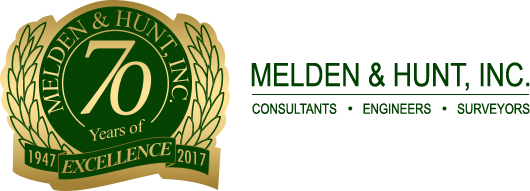 MELDEN & HUNT, INC.
70
Years of
1947 EXCELLENCE 2017
MELDEN & HUNT, INC.
CONSULTANTS • ENGINEERS • SURVEYORS